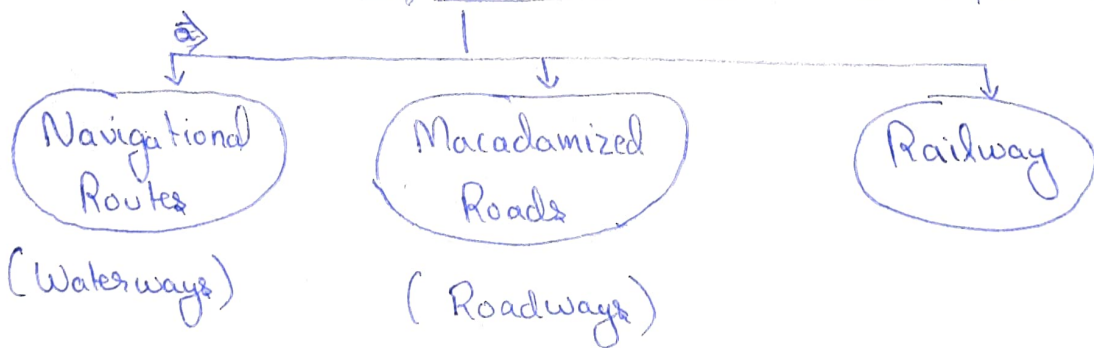 a)
Navigational
Routes
(Waterways)
Macadamized
Roads
(Roadways)
Railway